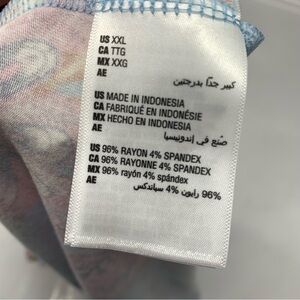 US XXL
CA TTG
MX XXG
AE كبير جدًا بدرجتين
US MADE IN INDONESIA
CA FABRIQUÉ EN INDONÉSIE
MX HECHO EN INDONESIA
AE صنع في إندونيسيا
US 96% RAYON 4% SPANDEX
CA 96% RAYONNE 4% SPANDEX
MX 96% rayón 4% spándex
AE 96% رايون 4% سباندكس